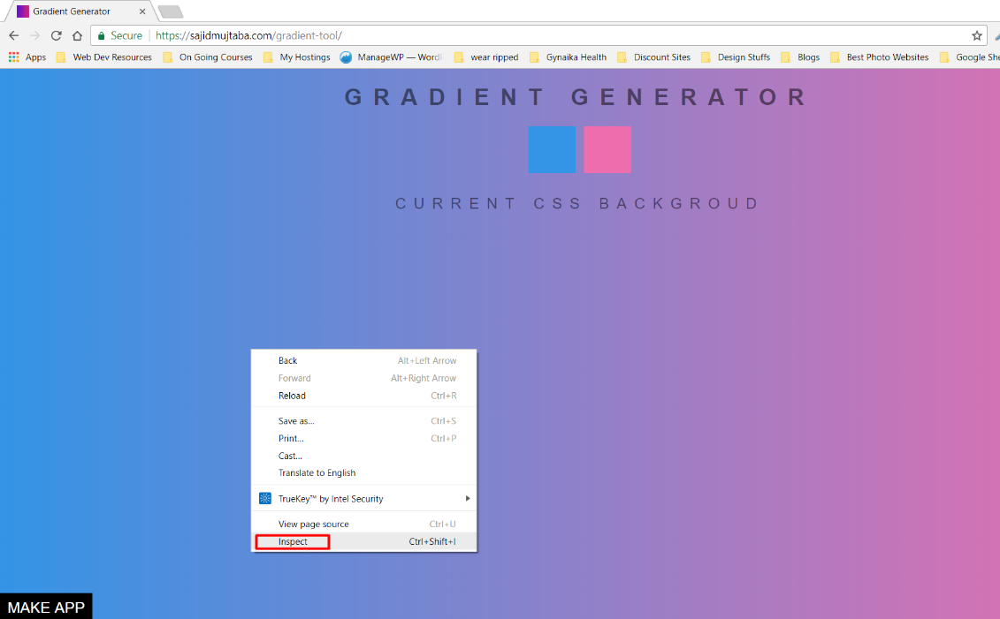 Gradient Generator
Secure https://sajidmujtaba.com/gradient-tool/
Apps Web Dev Resources On Going Courses My Hostings ManageWP — Word wear ripped Gynaika Health Discount Sites Design Stuffs Blogs Best Photo Websites Google She
GRADIENT GENERATOR
CURRENT CSS BACKGROUD
Back Alt+Left Arrow
Forward Alt+Right Arrow
Reload Ctrl+R
Save as... Ctrl+S
Print... Ctrl+P
Cast...
Translate to English
TrueKey™ by Intel Security
View page source Ctrl+U
Inspect Ctrl+Shift+I
MAKE APP